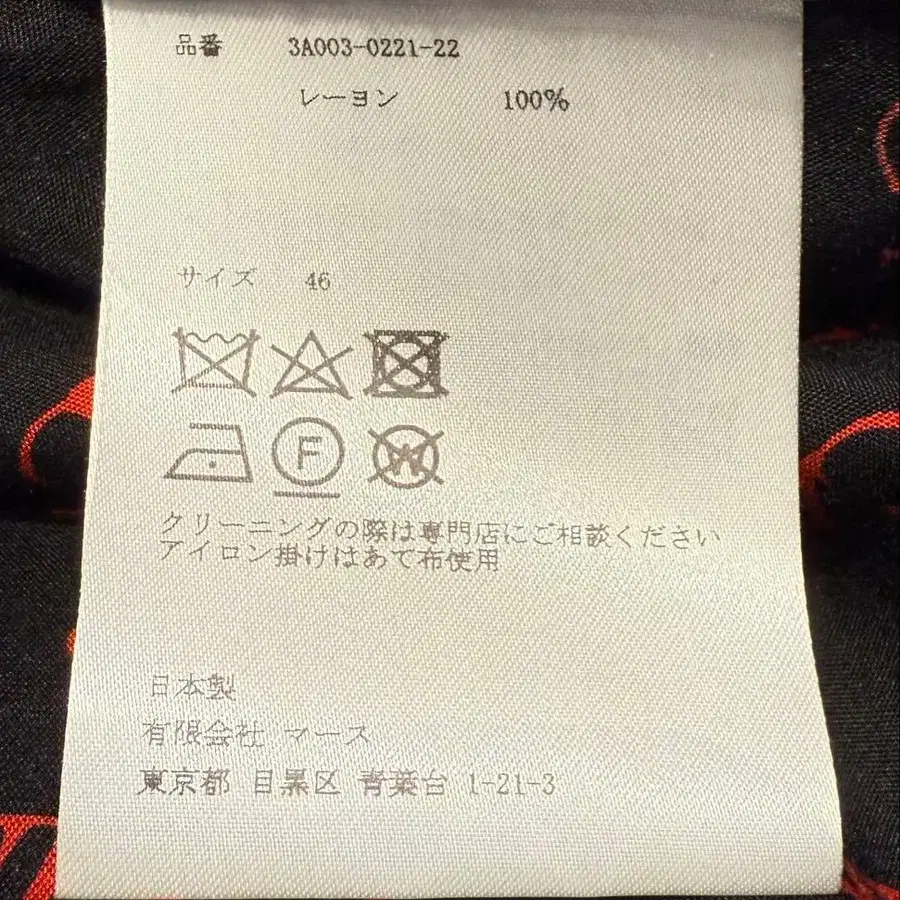 品番 3A003-0221-22
レーヨン 100%
サイズ 46
F W
クリーニングの際は専門店にご相談ください
アイロン掛けはあて布使用
日本製
有限会社 マース
東京都 目黒区 青葉台 1-21-3